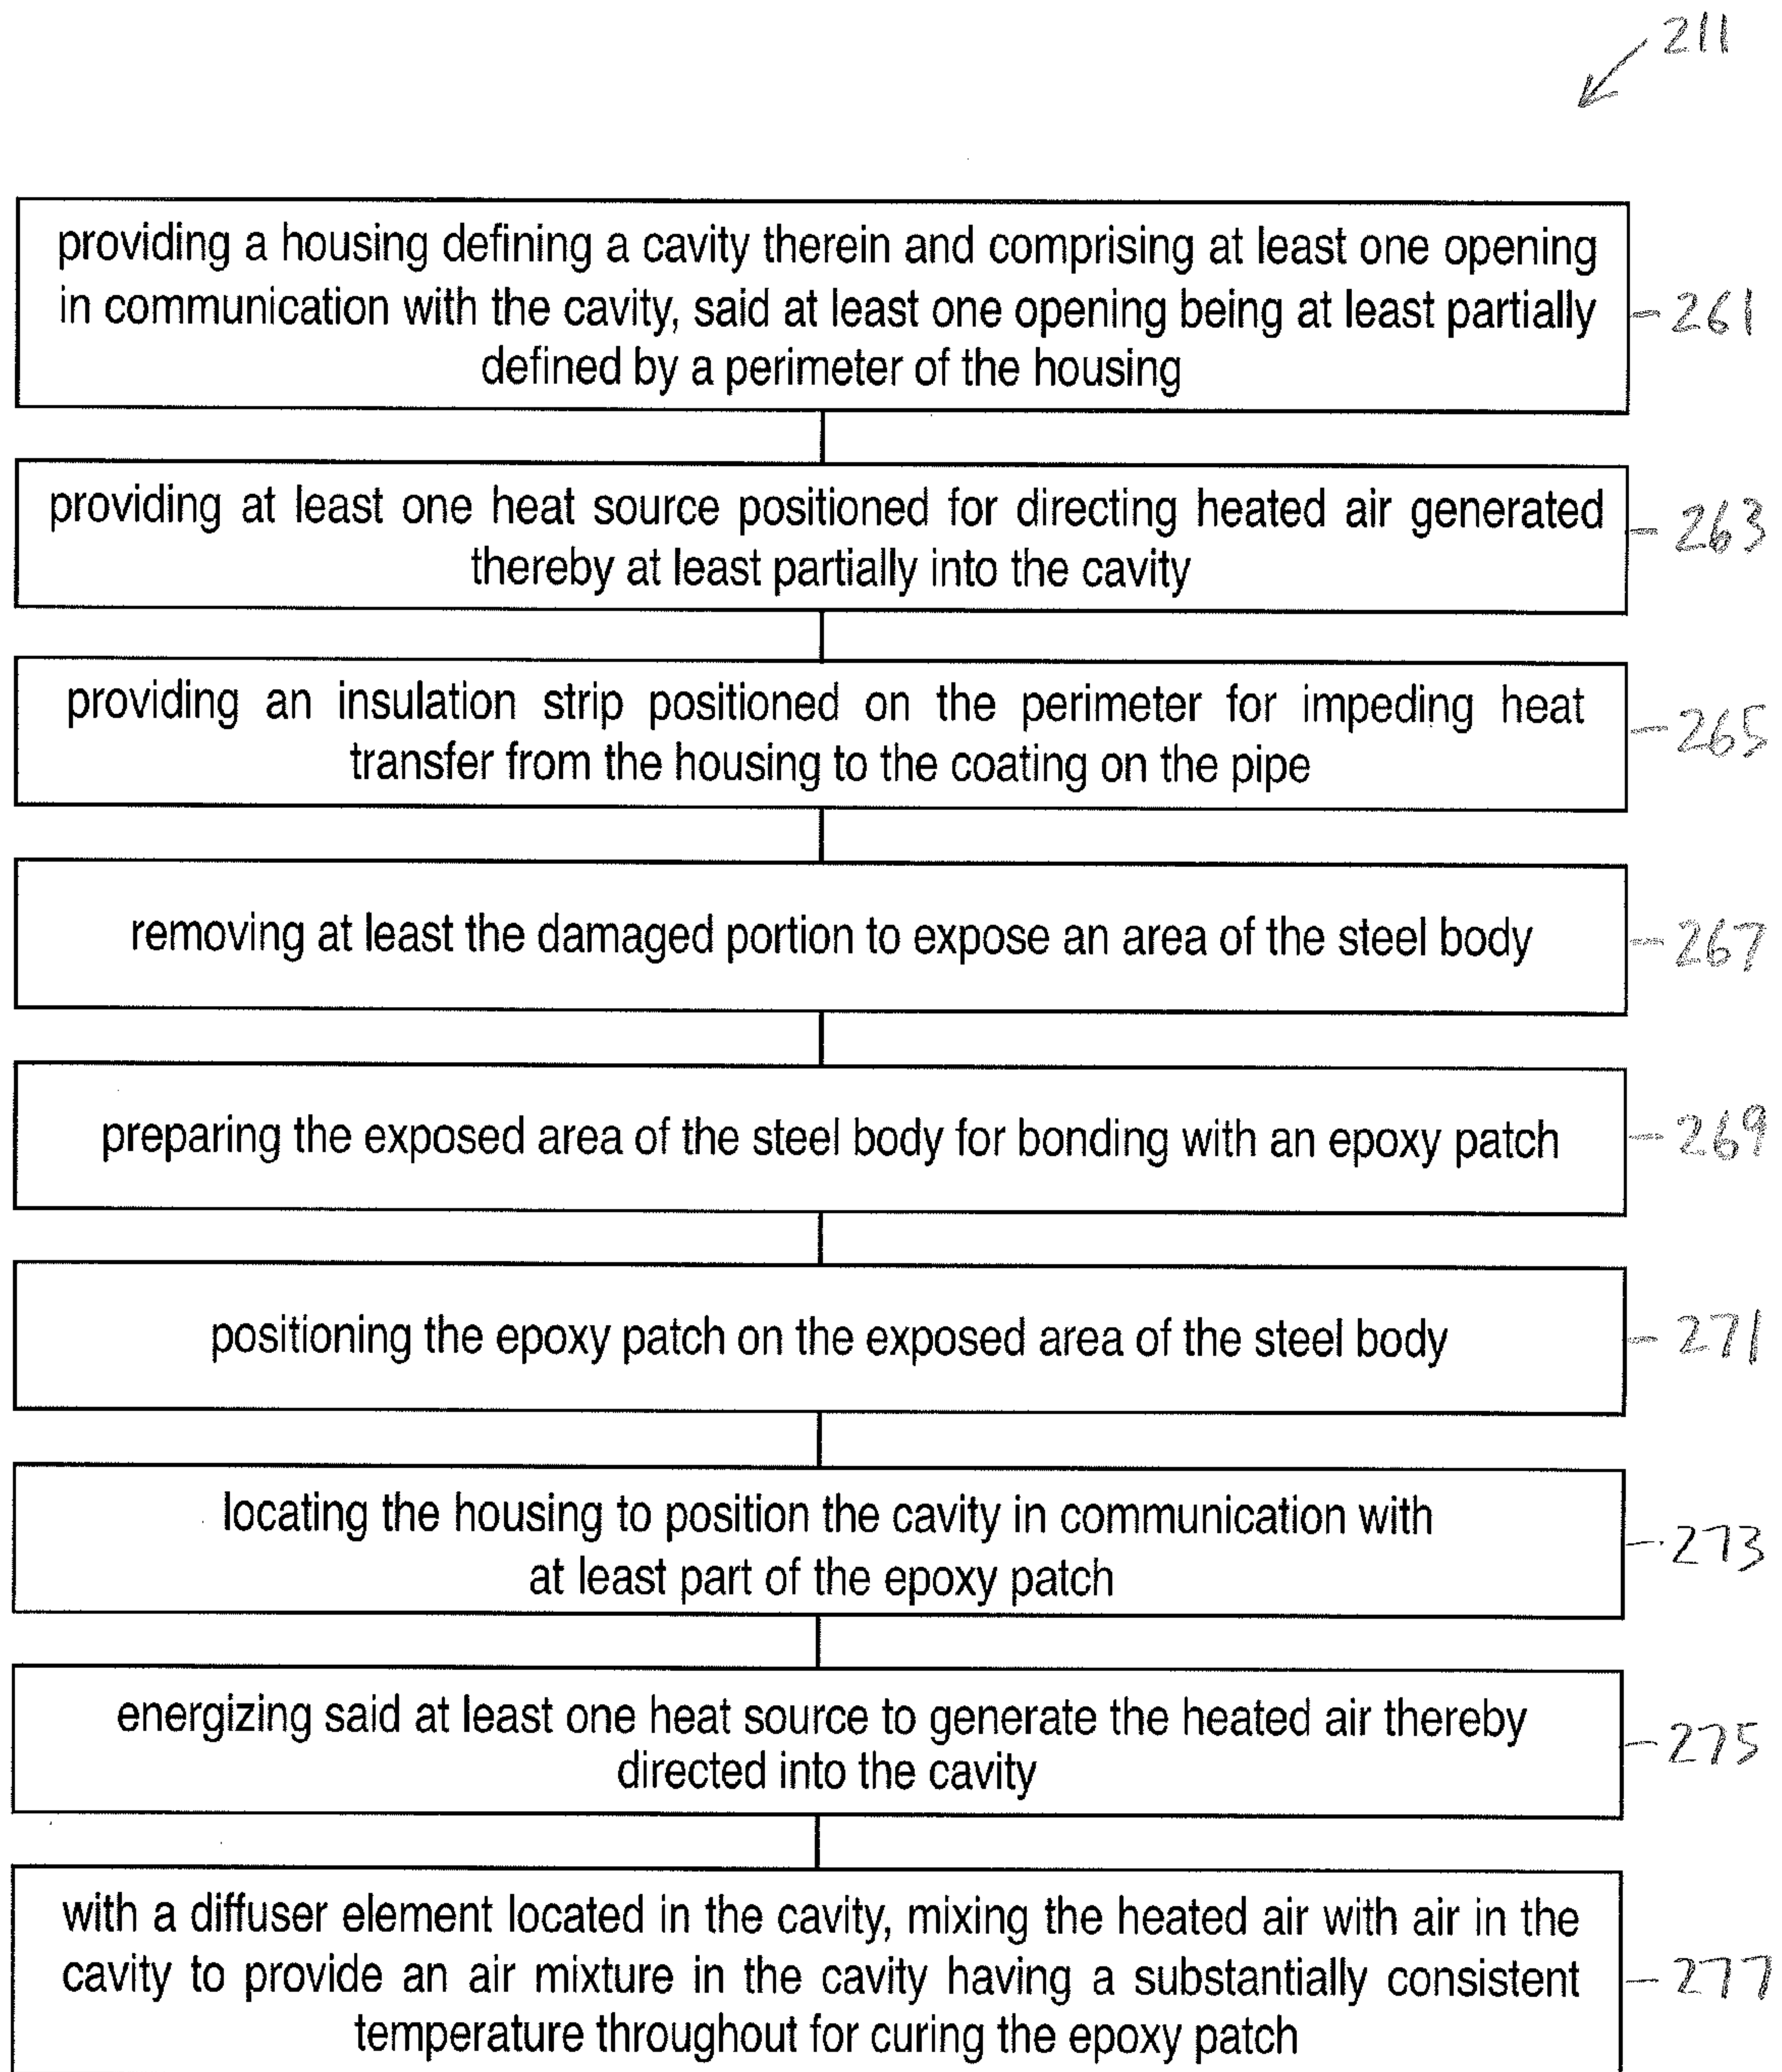 211
providing a housing defining a cavity therein and comprising at least one opening
in communication with the cavity, said at least one opening being at least partially
defined by a perimeter of the housing
261
providing at least one heat source positioned for directing heated air generated
thereby at least partially into the cavity
263
providing an insulation strip positioned on the perimeter for impeding heat
transfer from the housing to the coating on the pipe
265
removing at least the damaged portion to expose an area of the steel body
267
preparing the exposed area of the steel body for bonding with an epoxy patch
269
positioning the epoxy patch on the exposed area of the steel body
271
locating the housing to position the cavity in communication with
at least part of the epoxy patch
273
energizing said at least one heat source to generate the heated air thereby
directed into the cavity
275
with a diffuser element located in the cavity, mixing the heated air with air in the
cavity to provide an air mixture in the cavity having a substantially consistent
temperature throughout for curing the epoxy patch
277